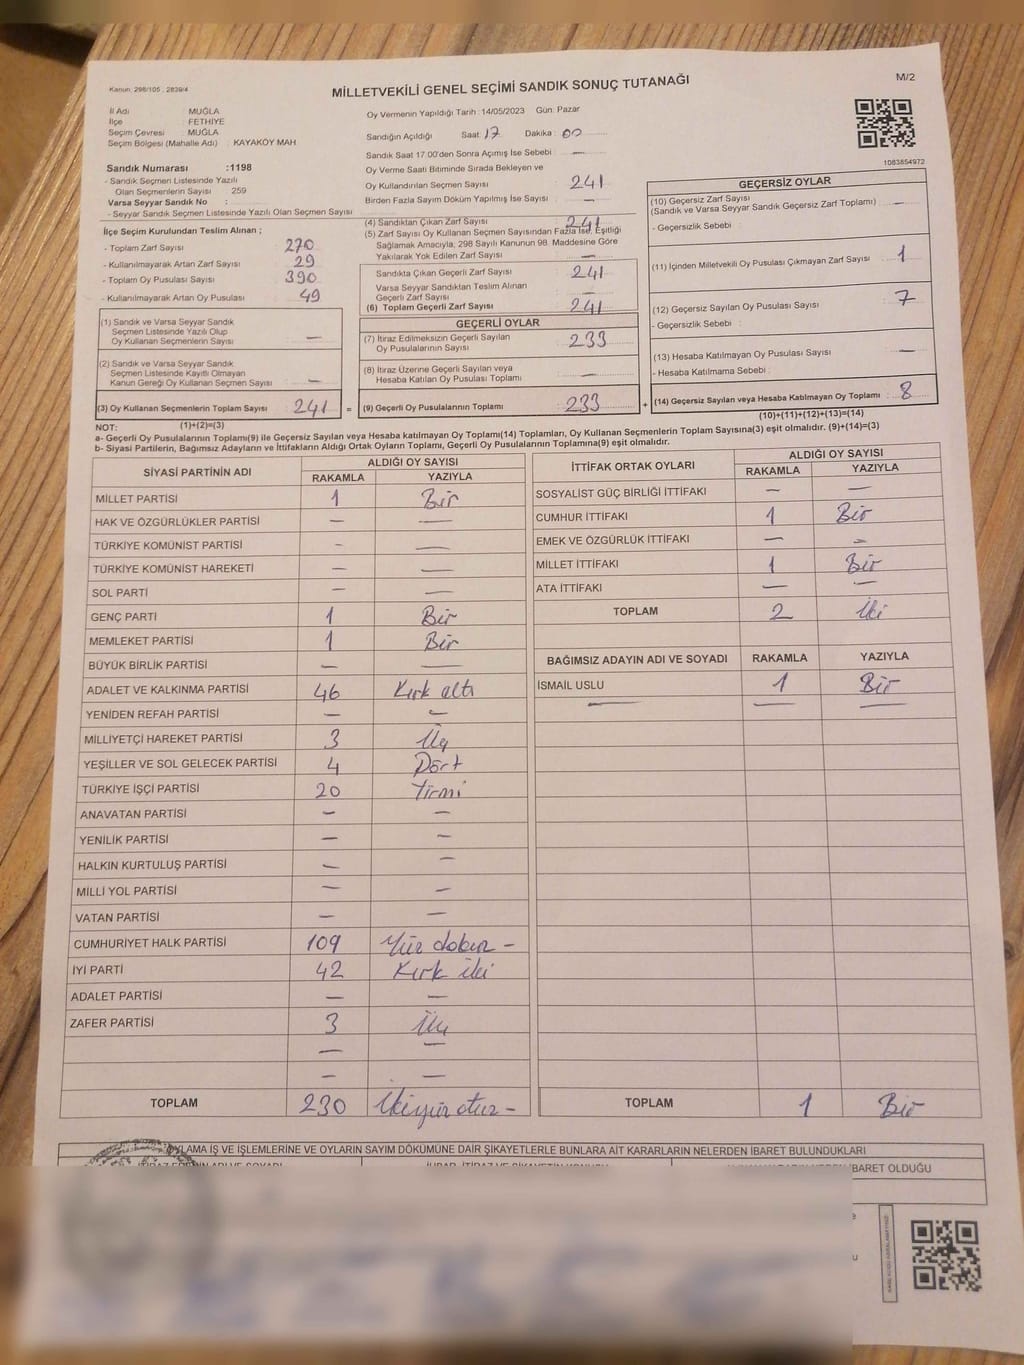 Kanun: 298/105 , 2839/4
MİLLETVEKİLİ GENEL SEÇİMİ SANDIK SONUÇ TUTANAĞI
M/2
İl Adı : MUĞLA
İlçe : FETHİYE
Seçim Çevresi : MUĞLA
Seçim Bölgesi (Mahalle Adı) : KAYAKÖY MAH
Sandık Numarası :1198
- Sandık Seçmen Listesinde Yazılı
Olan Seçmenlerin Sayısı : 259
Varsa Seyyar Sandık No :
- Seyyar Sandık Seçmen Listesinde Yazılı Olan Seçmen Sayısı
İlçe Seçim Kurulundan Teslim Alınan ;
- Toplam Zarf Sayısı : 270
- Kullanılmayarak Artan Zarf Sayısı : 29
- Toplam Oy Pusulası Sayısı : 390
- Kullanılmayarak Artan Oy Pusulası : 49
(1) Sandık ve Varsa Seyyar Sandık
Seçmen Listesinde Yazılı Olup
Oy Kullanan Seçmenlerin Sayısı : —
(2) Sandık ve Varsa Seyyar Sandık
Seçmen Listesinde Kayıtlı Olmayan
Kanun Gereği Oy Kullanan Seçmen Sayısı : —
(3) Oy Kullanan Seçmenlerin Toplam Sayısı : 241 =
(1)+(2)=(3)
Oy Vermenin Yapıldığı Tarih : 14/05/2023 Gün: Pazar
Sandığın Açıldığı Saat: 17 Dakika : 00
Sandık Saat 17.00'den Sonra Açılmış İse Sebebi : —
Oy Verme Saati Bitiminde Sırada Bekleyen ve
Oy Kullandırılan Seçmen Sayısı : 241
Birden Fazla Sayım Döküm Yapılmış İse Sayısı : —
(4) Sandıktan Çıkan Zarf Sayısı : 241
(5) Zarf Sayısı Oy Kullanan Seçmen Sayısından Fazla İse, Eşitliği
Sağlamak Amacıyla, 298 Sayılı Kanunun 98. Maddesine Göre
Yakılarak Yok Edilen Zarf Sayısı : —
Sandıkta Çıkan Geçerli Zarf Sayısı : 241
Varsa Seyyar Sandıktan Teslim Alınan
Geçerli Zarf Sayısı : —
(6) Toplam Geçerli Zarf Sayısı : 241
GEÇERLİ OYLAR
(7) İtiraz Edilmeksizin Geçerli Sayılan
Oy Pusulalarının Sayısı : 233
(8) İtiraz Üzerine Geçerli Sayılan veya
Hesaba Katılan Oy Pusulası Toplamı : —
(9) Geçerli Oy Pusulalarının Toplamı : 233 +
1083854972
GEÇERSİZ OYLAR
(10) Geçersiz Zarf Sayısı
(Sandık ve Varsa Seyyar Sandık Geçersiz Zarf Toplamı) : —
- Geçersizlik Sebebi :
(11) İçinden Milletvekili Oy Pusulası Çıkmayan Zarf Sayısı : 1
(12) Geçersiz Sayılan Oy Pusulası Sayısı : 7
- Geçersizlik Sebebi :
(13) Hesaba Katılmayan Oy Pusulası Sayısı : —
- Hesaba Katılmama Sebebi :
(14) Geçersiz Sayılan veya Hesaba Katılmayan Oy Toplamı : 8
(10)+(11)+(12)+(13)=(14)
NOT:
a- Geçerli Oy Pusulalarının Toplamı(9) ile Geçersiz Sayılan veya Hesaba katılmayan Oy Toplamı(14) Toplamları, Oy Kullanan Seçmenlerin Toplam Sayısına(3) eşit olmalıdır. (9)+(14)=(3)
b- Siyasi Partilerin, Bağımsız Adayların ve İttifakların Aldığı Ortak Oyların Toplamı, Geçerli Oy Pusulalarının Toplamına(9) eşit olmalıdır.
SİYASİ PARTİNİN ADI ALDIĞI OY SAYISI
RAKAMLA YAZIYLA
MİLLET PARTİSİ 1 Bir
HAK VE ÖZGÜRLÜKLER PARTİSİ — —
TÜRKİYE KOMÜNİST PARTİSİ — —
TÜRKİYE KOMÜNİST HAREKETİ — —
SOL PARTİ — —
GENÇ PARTİ 1 Bir
MEMLEKET PARTİSİ 1 Bir
BÜYÜK BİRLİK PARTİSİ — —
ADALET VE KALKINMA PARTİSİ 46 Kırk altı
YENİDEN REFAH PARTİSİ — —
MİLLİYETÇİ HAREKET PARTİSİ 3 Üç
YEŞİLLER VE SOL GELECEK PARTİSİ 4 Dört
TÜRKİYE İŞÇİ PARTİSİ 20 Yirmi
ANAVATAN PARTİSİ — —
YENİLİK PARTİSİ — —
HALKIN KURTULUŞ PARTİSİ — —
MİLLİ YOL PARTİSİ — —
VATAN PARTİSİ — —
CUMHURİYET HALK PARTİSİ 109 Yüz dokuz —
İYİ PARTİ 42 Kırk iki
ADALET PARTİSİ — —
ZAFER PARTİSİ 3 Üç
— —
— —
TOPLAM 230 İkiyüz otuz —
İTTİFAK ORTAK OYLARI ALDIĞI OY SAYISI
RAKAMLA YAZIYLA
SOSYALİST GÜÇ BİRLİĞİ İTTİFAKI — —
CUMHUR İTTİFAKI 1 Bir
EMEK VE ÖZGÜRLÜK İTTİFAKI — —
MİLLET İTTİFAKI 1 Bir
ATA İTTİFAKI — —
TOPLAM 2 İki
BAĞIMSIZ ADAYIN ADI VE SOYADI RAKAMLA YAZIYLA
İSMAİL USLU 1 Bir
— — —
TOPLAM 1 Bir
LAMA İŞ VE İŞLEMLERİNE VE OYLARIN SAYIM DÖKÜMÜNE DAİR ŞİKAYETLERLE BUNLARA AİT KARARLARIN NELERDEN İBARET BULUNDUKLARI
İBARET OLDUĞU